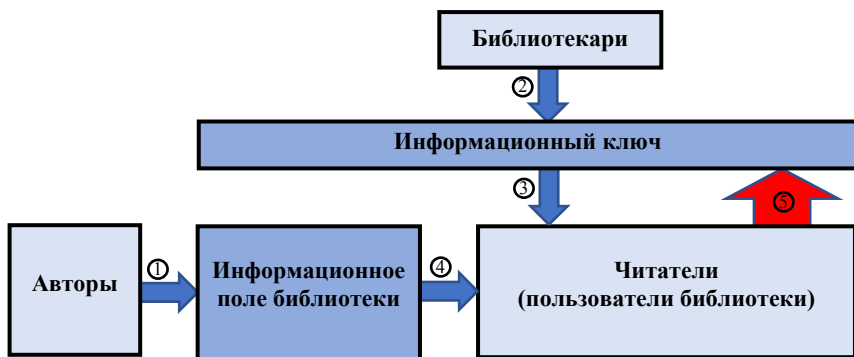 Библиотекари
②
Информационный ключ
③
⑤
Авторы
①
Информационное
поле библиотеки
④
Читатели
(пользователи библиотеки)